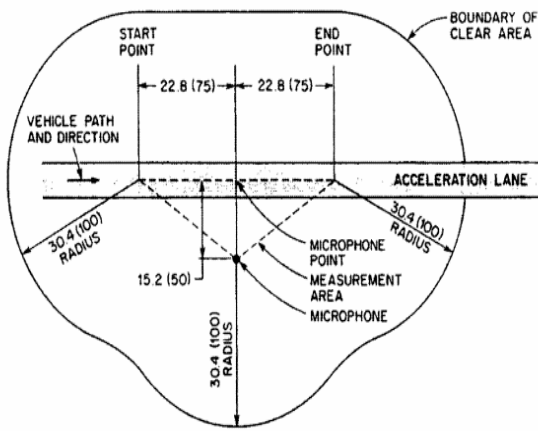 BOUNDARY OF
CLEAR AREA
START
POINT
END
POINT
22.8 (75)
22.8 (75)
VEHICLE PATH
AND DIRECTION
ACCELERATION LANE
30.4 (100)
RADIUS
30.4 (100)
RADIUS
15.2 (50)
MICROPHONE
POINT
MEASUREMENT
AREA
MICROPHONE
30.4 (100)
RADIUS